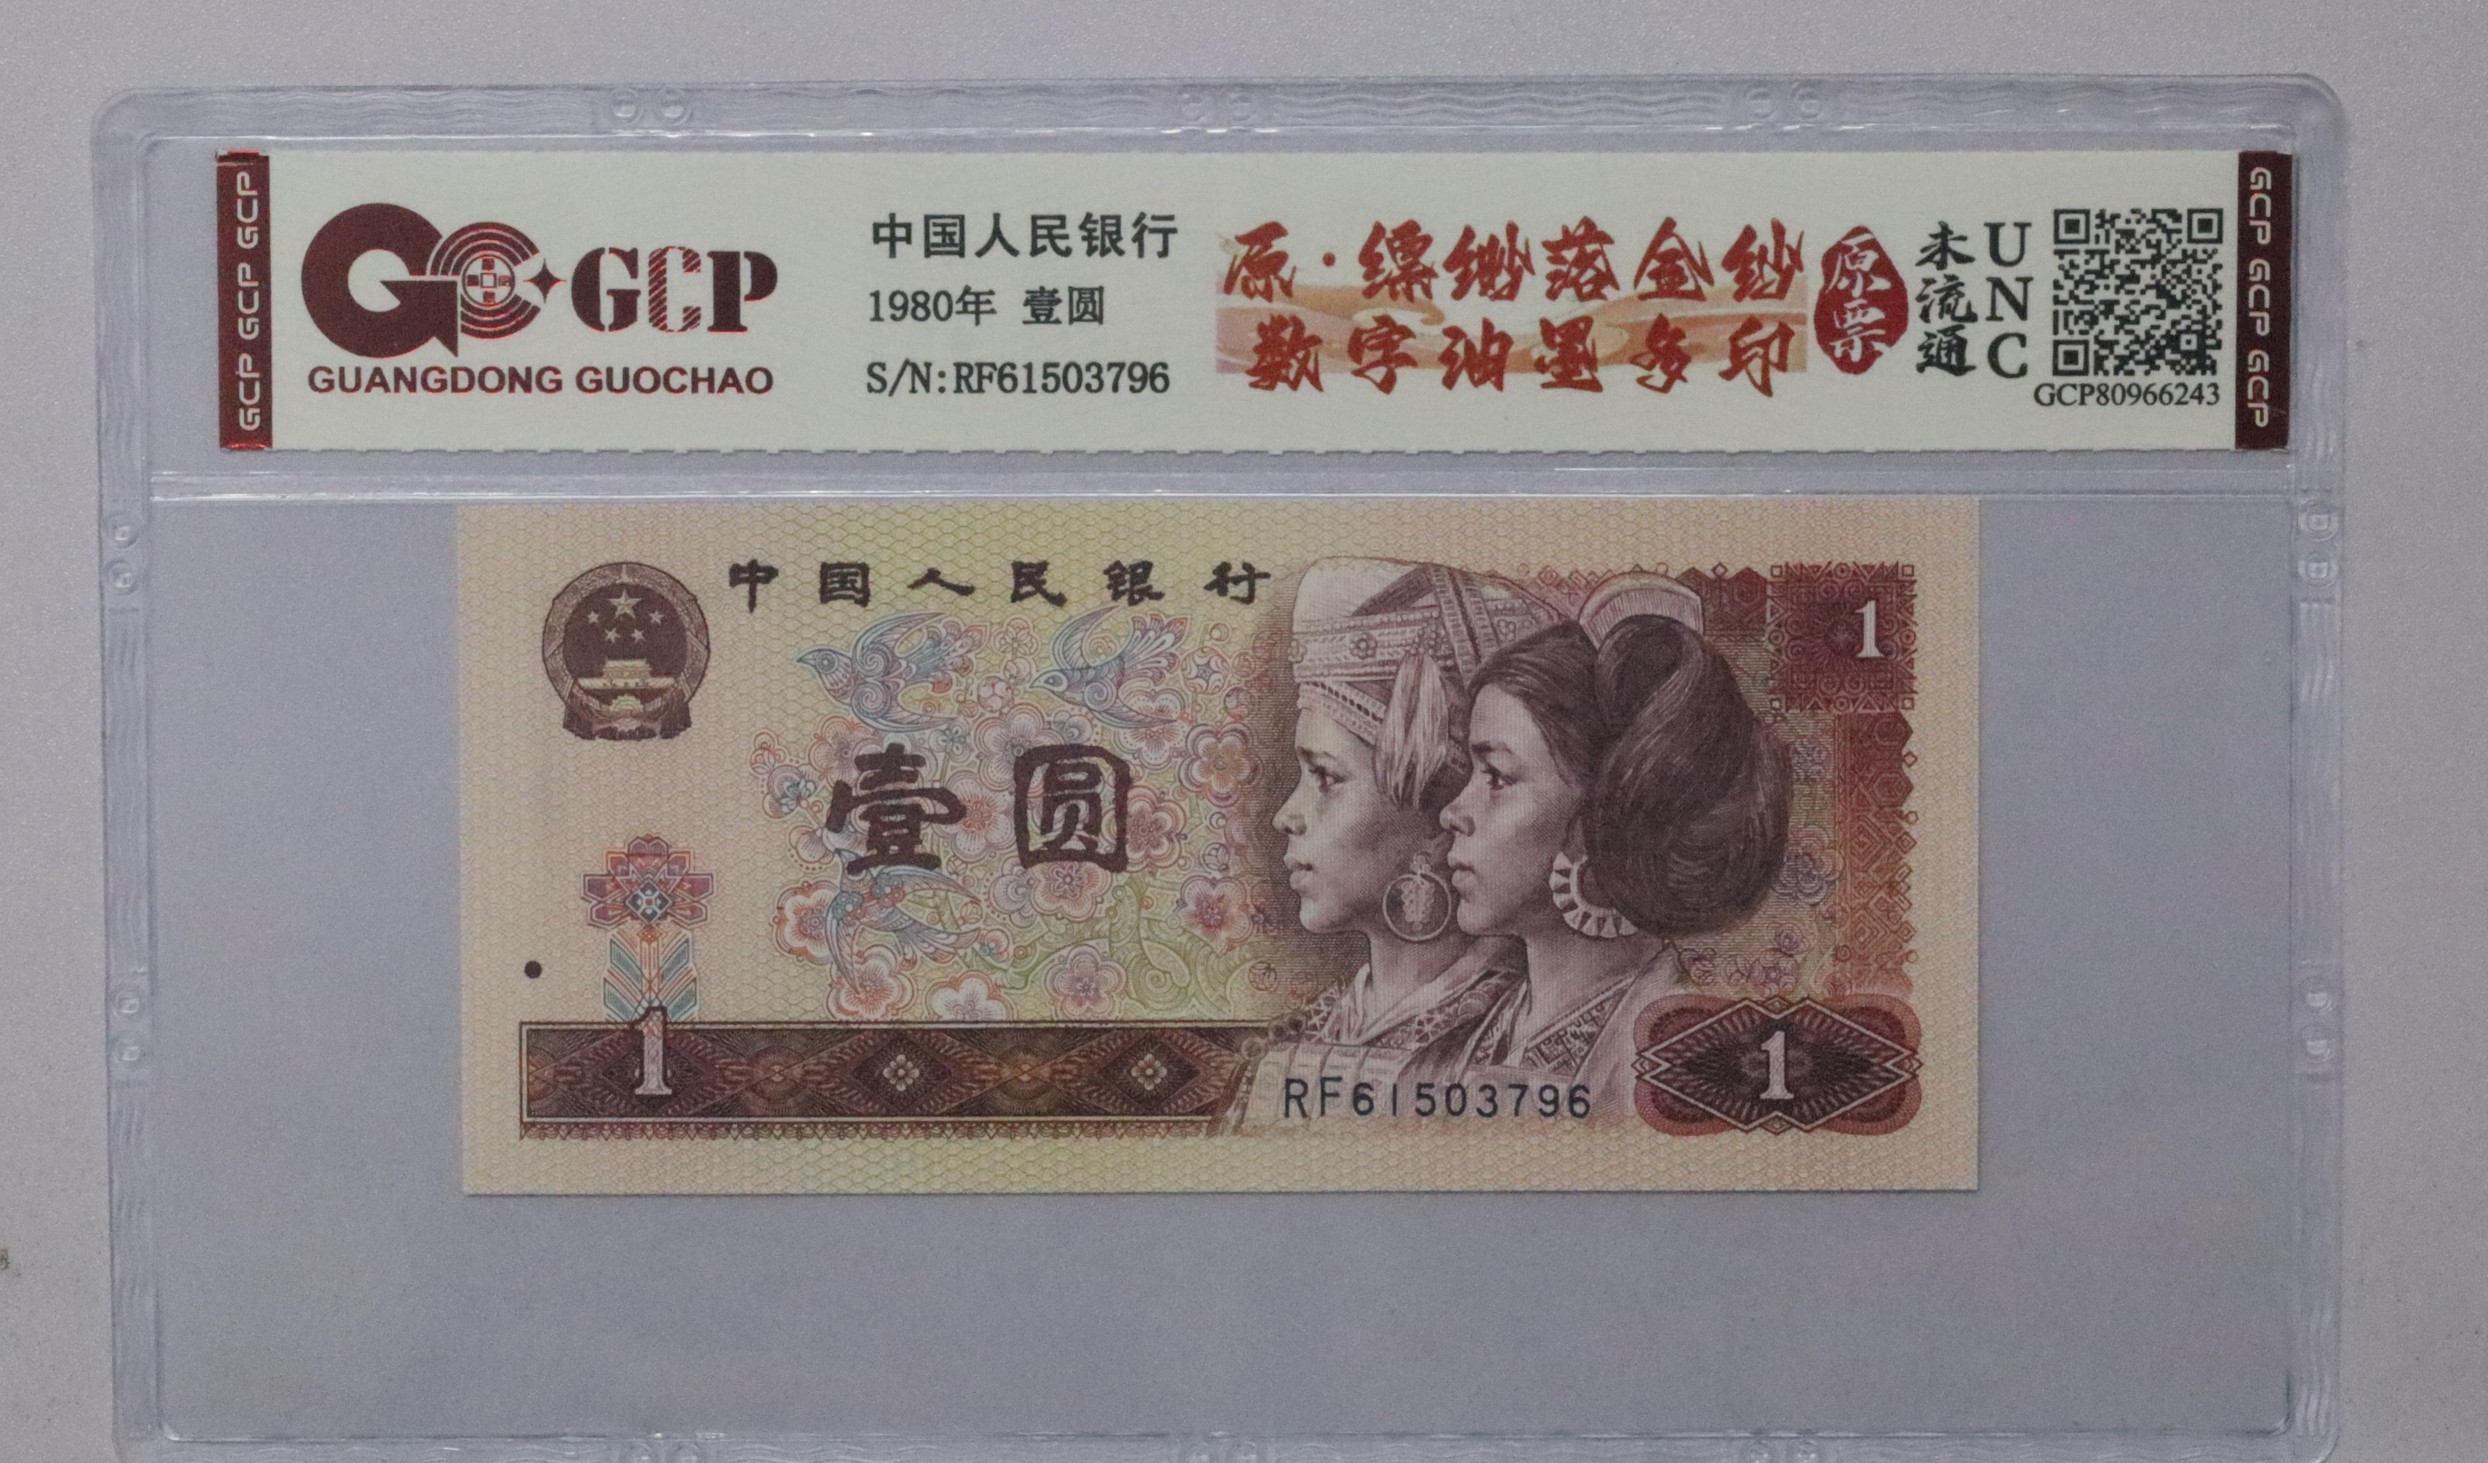 GCP GCP GCP
GCP
GUANGDONG GUOCHAO
中国人民银行
1980年 壹圆
S/N:RF61503796
原·缥缈落金纱
数字油墨多印
原票
未流通
UNC
GCP80966243
GCP GCP GCP
中国人民银行
1
壹圆
1
RF61503796
1